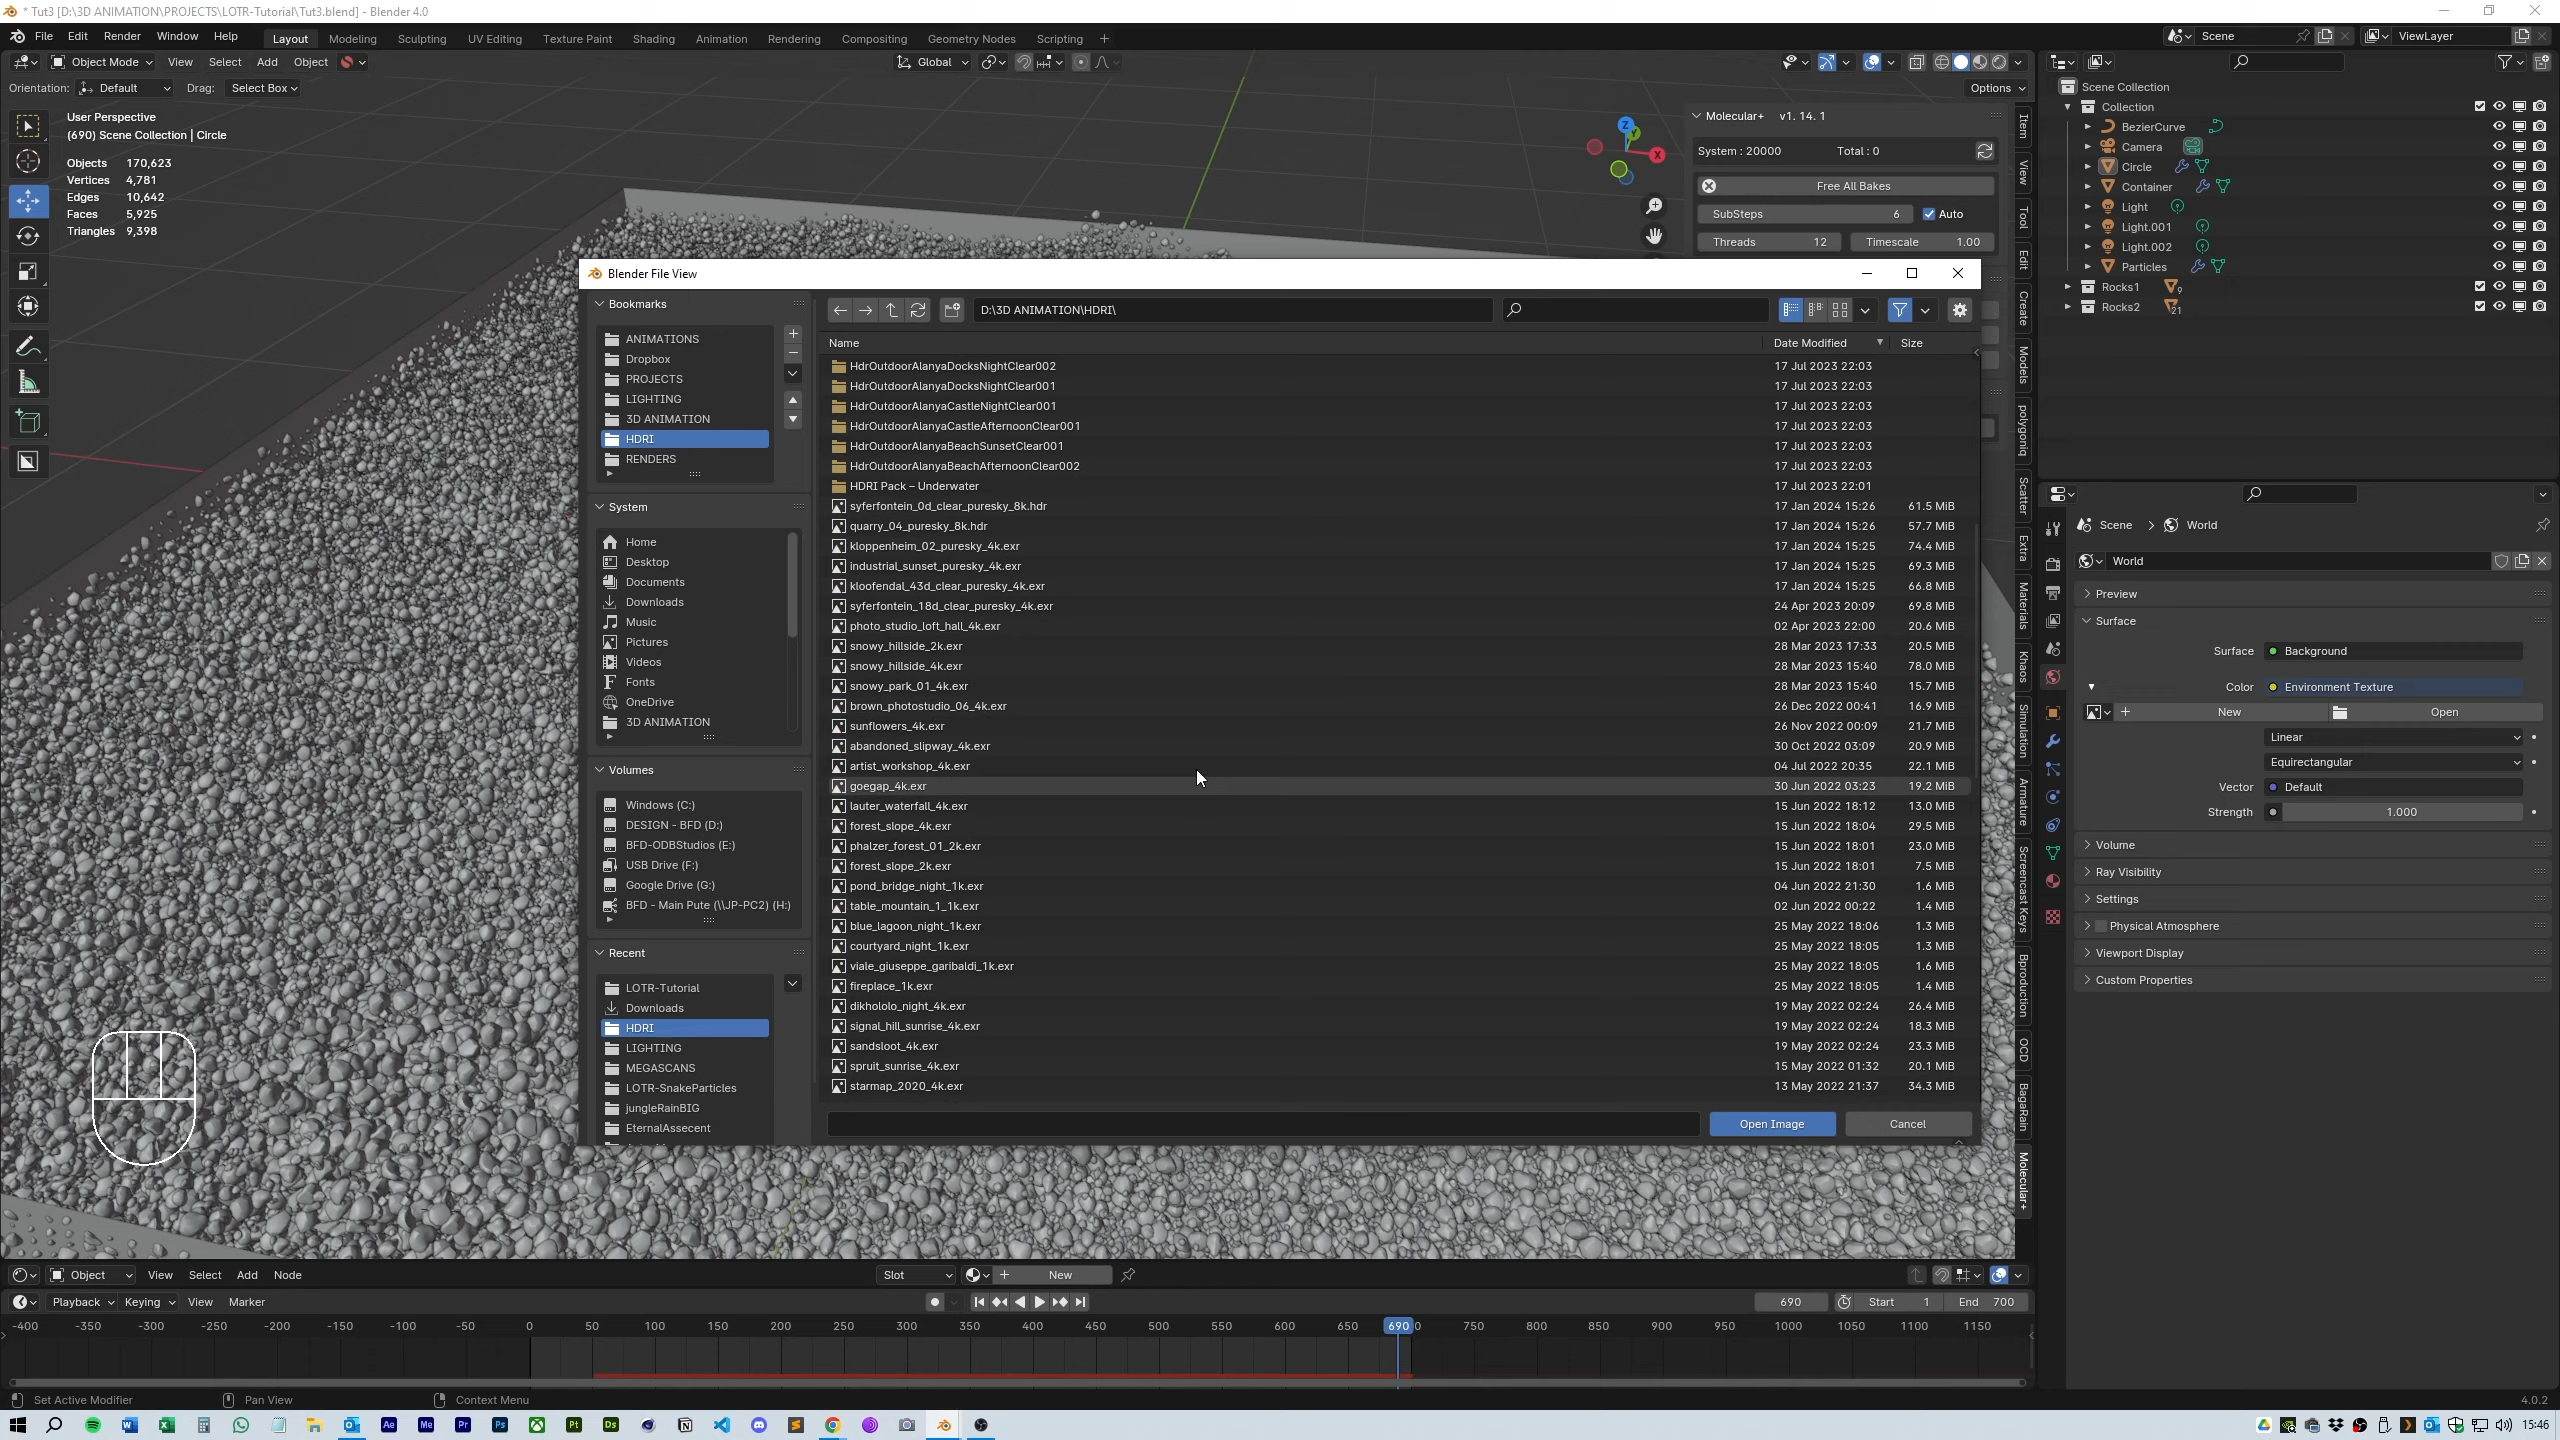 * Tut3 [D:\3D ANIMATION\PROJECTS\LOTR-Tutorial\Tut3.blend] - Blender 4.0
File Edit Render Window Help
Layout Modeling Sculpting UV Editing Texture Paint Shading Animation Rendering Compositing Geometry Nodes Scripting +
Scene
ViewLayer
Object Mode View Select Add Object
Global
Orientation: Default Drag: Select Box
Options
User Perspective
(690) Scene Collection | Circle
Objects 170,623
Vertices 4,781
Edges 10,642
Faces 5,925
Triangles 9,398
Z
Y
X
Molecular+ v1. 14. 1
System : 20000 Total : 0
Free All Bakes
SubSteps 6 Auto
Threads 12 Timescale 1.00
Item
View
Tool
Edit
Create
Models
polygoniq
Scatter
Extra
Materials
Khaos
Simulation
Armature
Screencast Keys
Bproduction
OCD
BagaRain
Molecular+
Scene Collection
Collection
BezierCurve
Camera
Circle
Container
Light
Light.001
Light.002
Particles
Rocks1 9
Rocks2 21
Blender File View
Bookmarks
ANIMATIONS
Dropbox
PROJECTS
LIGHTING
3D ANIMATION
HDRI
RENDERS
System
Home
Desktop
Documents
Downloads
Music
Pictures
Videos
Fonts
OneDrive
3D ANIMATION
Volumes
Windows (C:)
DESIGN - BFD (D:)
BFD-ODBStudios (E:)
USB Drive (F:)
Google Drive (G:)
BFD - Main Pute (\\JP-PC2) (H:)
Recent
LOTR-Tutorial
Downloads
HDRI
LIGHTING
MEGASCANS
LOTR-SnakeParticles
jungleRainBIG
EternalAssecent
D:\3D ANIMATION\HDRI\
Name Date Modified Size
HdrOutdoorAlanyaDocksNightClear002 17 Jul 2023 22:03
HdrOutdoorAlanyaDocksNightClear001 17 Jul 2023 22:03
HdrOutdoorAlanyaCastleNightClear001 17 Jul 2023 22:03
HdrOutdoorAlanyaCastleAfternoonClear001 17 Jul 2023 22:03
HdrOutdoorAlanyaBeachSunsetClear001 17 Jul 2023 22:03
HdrOutdoorAlanyaBeachAfternoonClear002 17 Jul 2023 22:03
HDRI Pack – Underwater 17 Jul 2023 22:01
syferfontein_0d_clear_puresky_8k.hdr 17 Jan 2024 15:26 61.5 MiB
quarry_04_puresky_8k.hdr 17 Jan 2024 15:26 57.7 MiB
kloppenheim_02_puresky_4k.exr 17 Jan 2024 15:25 74.4 MiB
industrial_sunset_puresky_4k.exr 17 Jan 2024 15:25 69.3 MiB
kloofendal_43d_clear_puresky_4k.exr 17 Jan 2024 15:25 66.8 MiB
syferfontein_18d_clear_puresky_4k.exr 24 Apr 2023 20:09 69.8 MiB
photo_studio_loft_hall_4k.exr 02 Apr 2023 22:00 20.6 MiB
snowy_hillside_2k.exr 28 Mar 2023 17:33 20.5 MiB
snowy_hillside_4k.exr 28 Mar 2023 15:40 78.0 MiB
snowy_park_01_4k.exr 28 Mar 2023 15:40 15.7 MiB
brown_photostudio_06_4k.exr 26 Dec 2022 00:41 16.9 MiB
sunflowers_4k.exr 26 Nov 2022 00:09 21.7 MiB
abandoned_slipway_4k.exr 30 Oct 2022 03:09 20.9 MiB
artist_workshop_4k.exr 04 Jul 2022 20:35 22.1 MiB
goegap_4k.exr 30 Jun 2022 03:23 19.2 MiB
lauter_waterfall_4k.exr 15 Jun 2022 18:12 13.0 MiB
forest_slope_4k.exr 15 Jun 2022 18:04 29.5 MiB
phalzer_forest_01_2k.exr 15 Jun 2022 18:01 23.0 MiB
forest_slope_2k.exr 15 Jun 2022 18:01 7.5 MiB
pond_bridge_night_1k.exr 04 Jun 2022 21:30 1.6 MiB
table_mountain_1_1k.exr 02 Jun 2022 00:22 1.4 MiB
blue_lagoon_night_1k.exr 25 May 2022 18:06 1.3 MiB
courtyard_night_1k.exr 25 May 2022 18:05 1.3 MiB
viale_giuseppe_garibaldi_1k.exr 25 May 2022 18:05 1.6 MiB
fireplace_1k.exr 25 May 2022 18:05 1.4 MiB
dikhololo_night_4k.exr 19 May 2022 02:24 26.4 MiB
signal_hill_sunrise_4k.exr 19 May 2022 02:24 18.3 MiB
sandsloot_4k.exr 19 May 2022 02:24 23.3 MiB
spruit_sunrise_4k.exr 15 May 2022 01:32 20.1 MiB
starmap_2020_4k.exr 13 May 2022 21:37 34.3 MiB
Open Image Cancel
Scene > World
World
Preview
Surface
Surface Background
Color Environment Texture
+ New Open
Linear
Equirectangular
Vector Default
Strength 1.000
Volume
Ray Visibility
Settings
Physical Atmosphere
Viewport Display
Custom Properties
Object View Select Add Node
Slot
+ New
Playback Keying View Marker
690 Start 1 End 700
-400 -350 -300 -250 -200 -150 -100 -50 0 50 100 150 200 250 300 350 400 450 500 550 600 650 690 0 750 800 850 900 950 1000 1050 1100 1150
Set Active Modifier Pan View Context Menu
4.0.2
Ae Me Pr Ps Pt Ds
15:46